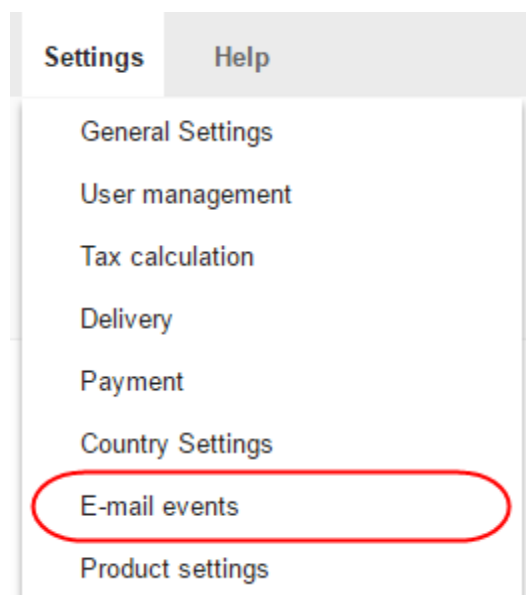 Settings Help
General Settings
User management
Tax calculation
Delivery
Payment
Country Settings
E-mail events
Product settings